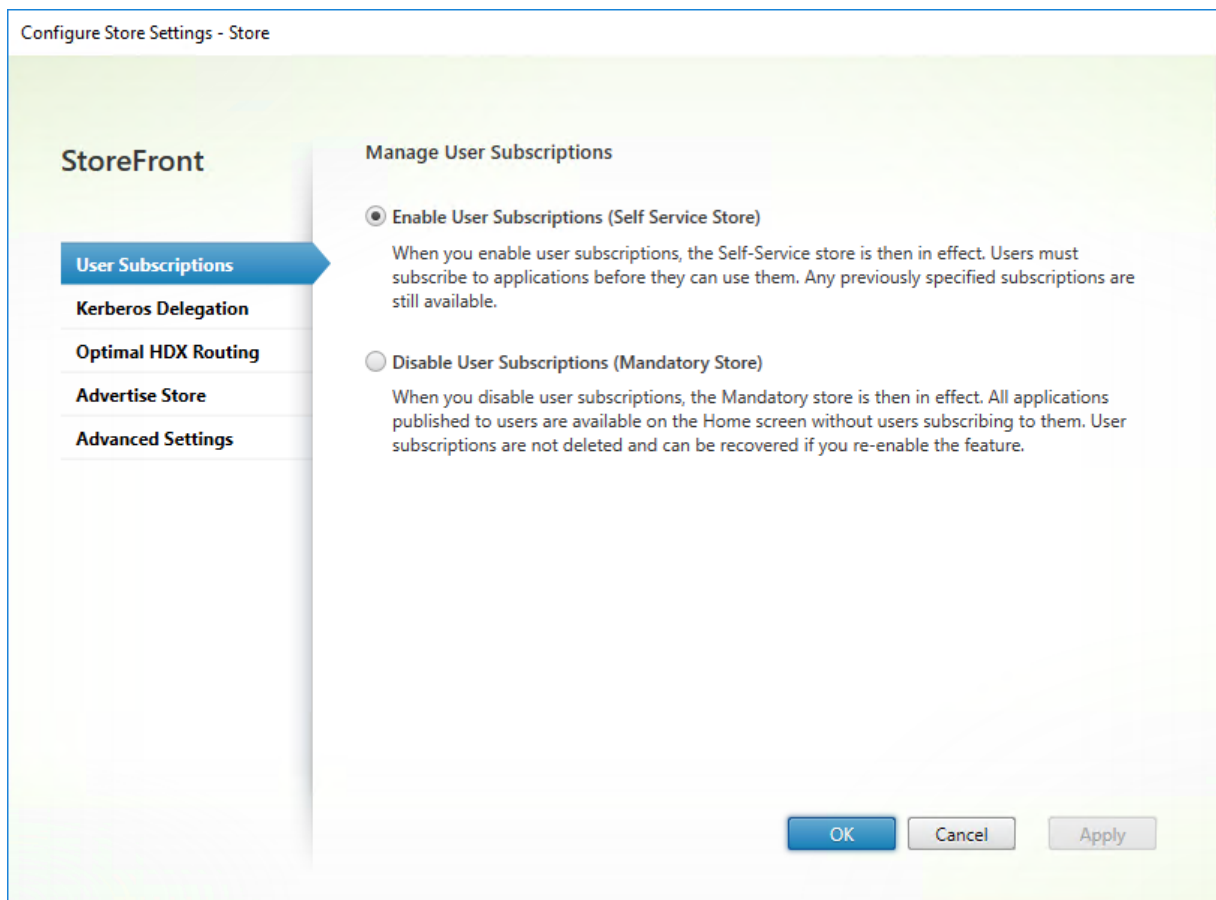 Configure Store Settings - Store
StoreFront
User Subscriptions
Kerberos Delegation
Optimal HDX Routing
Advertise Store
Advanced Settings
Manage User Subscriptions
Enable User Subscriptions (Self Service Store)
When you enable user subscriptions, the Self-Service store is then in effect. Users must
subscribe to applications before they can use them. Any previously specified subscriptions are
still available.
Disable User Subscriptions (Mandatory Store)
When you disable user subscriptions, the Mandatory store is then in effect. All applications
published to users are available on the Home screen without users subscribing to them. User
subscriptions are not deleted and can be recovered if you re-enable the feature.
OK
Cancel
Apply